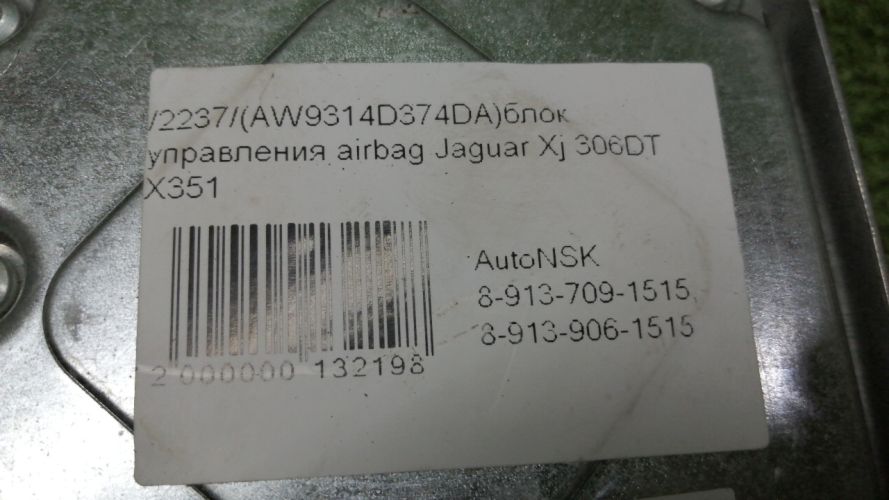 /2237/(AW9314D374DA)блок
управления airbag Jaguar Xj 306DT
X351
AutoNSK
8-913-709-1515,
8-913-906-1515
2 000000 132198